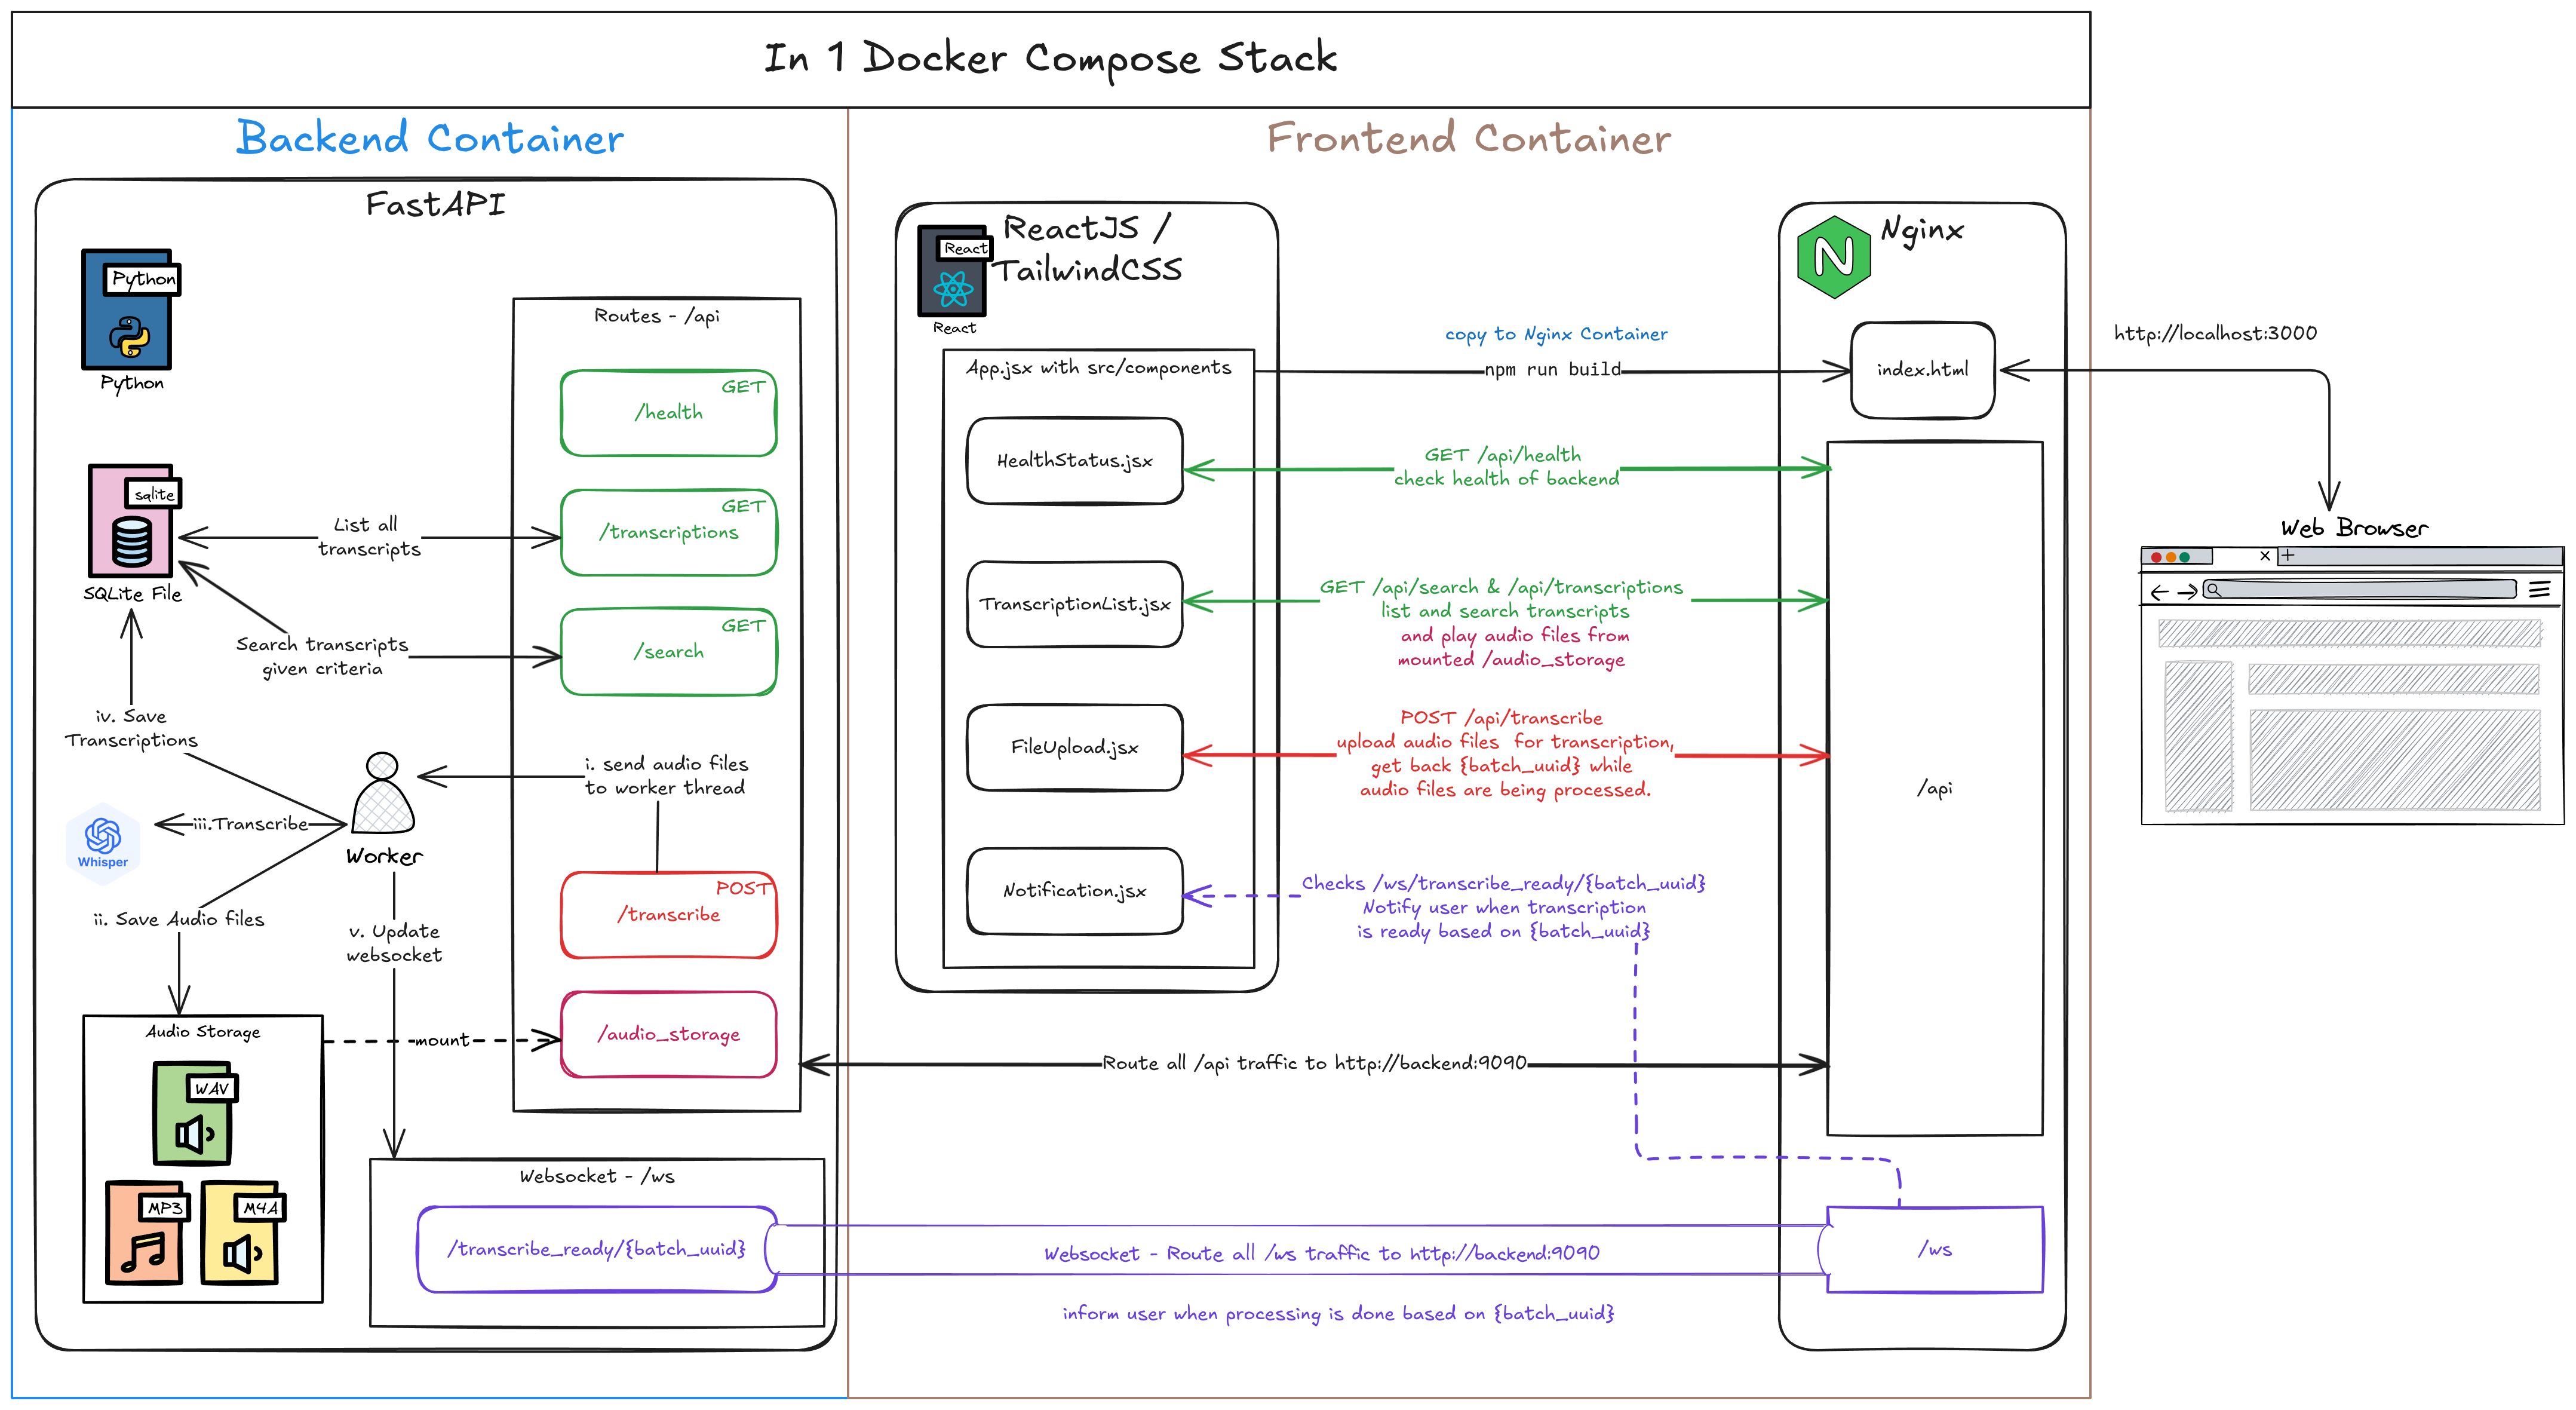 In 1 Docker Compose Stack
Backend Container
FastAPI
Python
Python
sqlite
SQLite File
List all
transcripts
Search transcripts
given criteria
iv. Save
Transcriptions
iii.Transcribe
Whisper
Worker
ii. Save Audio files
i. send audio files
to worker thread
v. Update
websocket
Audio Storage
WAV
MP3
M4A
mount
Routes - /api
GET
/health
GET
/transcriptions
GET
/search
POST
/transcribe
/audio_storage
Websocket - /ws
/transcribe_ready/{batch_uuid}
Frontend Container
React
React
ReactJS /
TailwindCSS
App.jsx with src/components
HealthStatus.jsx
TranscriptionList.jsx
FileUpload.jsx
Notification.jsx
copy to Nginx Container
npm run build
GET /api/health
check health of backend
GET /api/search & /api/transcriptions
list and search transcripts
and play audio files from
mounted /audio_storage
POST /api/transcribe
upload audio files for transcription,
get back {batch_uuid} while
audio files are being processed.
Checks /ws/transcribe_ready/{batch_uuid}
Notify user when transcription
is ready based on {batch_uuid}
Route all /api traffic to http://backend:9090
Websocket - Route all /ws traffic to http://backend:9090
inform user when processing is done based on {batch_uuid}
N
Nginx
index.html
/api
/ws
http://localhost:3000
Web Browser